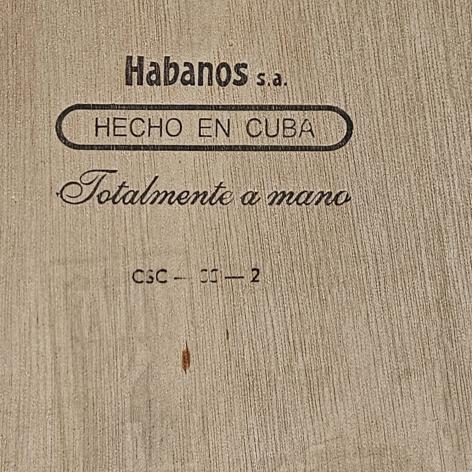 Habanos s.a.
HECHO EN CUBA
Totalmente a mano
CSC — — 2